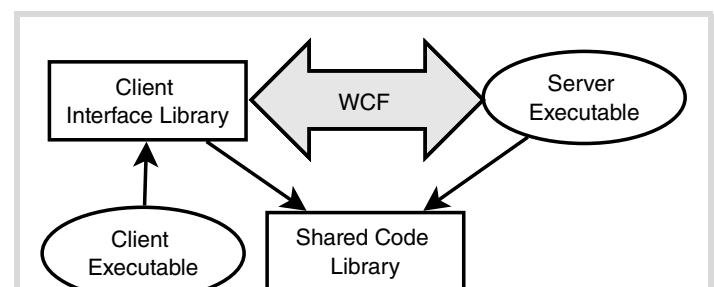 Client
Interface Library
WCF
Server
Executable
Client
Executable
Shared Code
Library